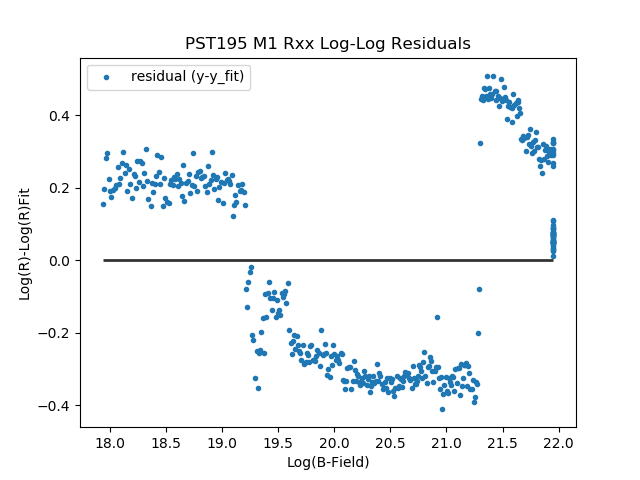 PST195 M1 Rxx Log-Log Residuals
residual (y-y_fit)
Log(R)-Log(R)Fit
0.4
0.2
0.0
−0.2
−0.4
18.0 18.5 19.0 19.5 20.0 20.5 21.0 21.5 22.0
Log(B-Field)